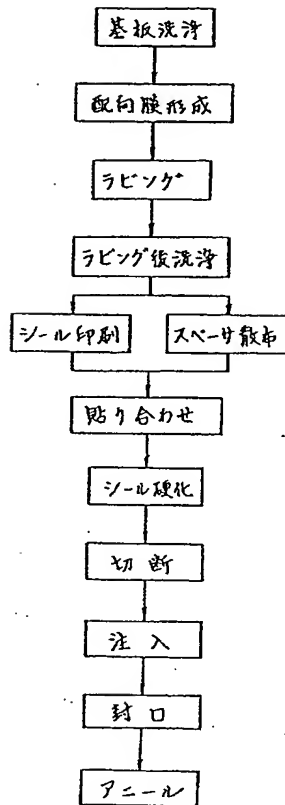 基板洗浄
配向膜形成
ラビング
ラビング後洗浄
シール印刷
スペーサ散布
貼り合わせ
シール硬化
切断
注入
封口
アニール